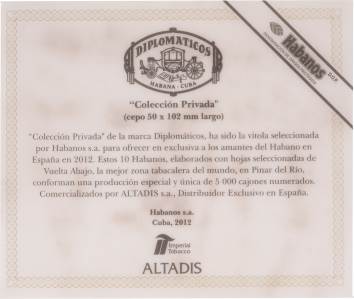 DIPLOMATICOS
HABANA - CUBA
Habanos
D.O.P.
"Colección Privada"
(cepo 50 x 102 mm largo)
"Colección Privada" de la marca Diplomáticos, ha sido la vitola seleccionada
por Habanos s.a. para ofrecer en exclusiva a los amantes del Habano en
España en 2012. Estos 10 Habanos, elaborados con hojas seleccionadas de
Vuelta Abajo, la mejor zona tabacalera del mundo, en Pinar del Río,
conforman una producción especial y única de 5 000 cajones numerados.
Comercializados por ALTADIS s.a., Distribuidor Exclusivo en España.
Habanos s.a.
Cuba, 2012
Imperial
Tobacco
ALTADIS